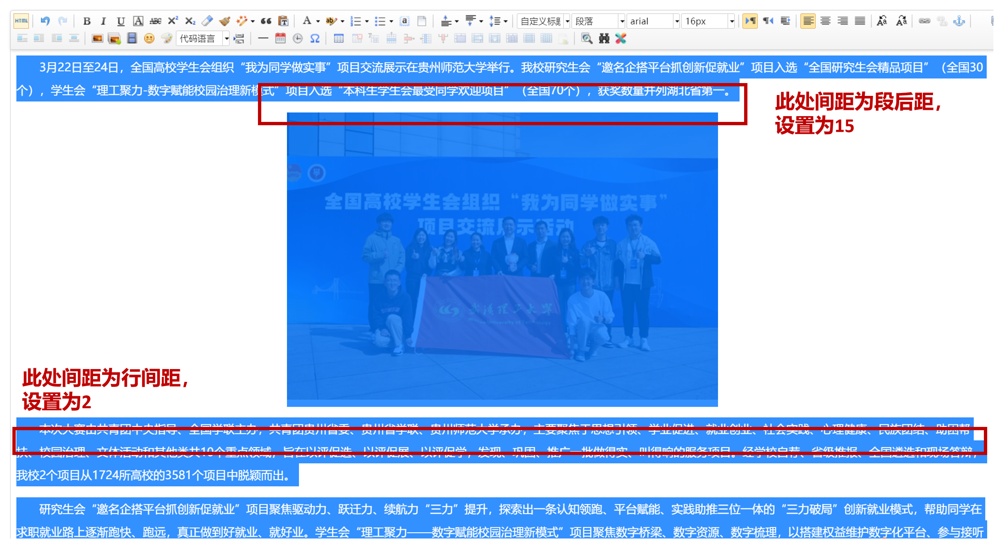 HTML B I U A ABC X² X₂ A ab 自定义标题 段落 arial 16px
代码语言 Ω
3月22日至24日，全国高校学生会组织“我为同学做实事”项目交流展示在贵州师范大学举行。我校研究生会“邀名企搭平台抓创新促就业”项目入选“全国研究生会精品项目”（全国30
个），学生会“理工聚力-数字赋能校园治理新模式”项目入选“本科生学生会最受同学欢迎项目”（全国70个），获奖数量并列湖北省第一。
此处间距为段后距，
设置为15
全国高校学生会组织“我为同学做实事”
项目交流展示活动
武汉理工大学
Wuhan University of Technology
此处间距为行间距，
设置为2
本次大赛由共青团中央指导、全国学联主办，共青团贵州省委、贵州省学联、贵州师范大学承办，主要聚焦于思想引领、学业促进、就业创业、社会实践、心理健康、民族团结、助困帮
扶、校园治理、文体活动和其他类共10个重点领域，旨在以评促选、以评促展、以评促学，发现、巩固、推广一批做得实、叫得响的服务项目。经学校自荐、省级推报、全国遴选和现场答辩，
我校2个项目从1724所高校的3581个项目中脱颖而出。
研究生会“邀名企搭平台抓创新促就业”项目聚焦驱动力、跃迁力、续航力“三力”提升，探索出一条认知领跑、平台赋能、实践助推三位一体的“三力破局”创新就业模式，帮助同学在
求职就业路上逐渐跑快、跑远，真正做到好就业、就好业。学生会“理工聚力——数字赋能校园治理新模式”项目聚焦数字桥梁、数字资源、数字梳理，以搭建权益维护数字化平台、参与接听